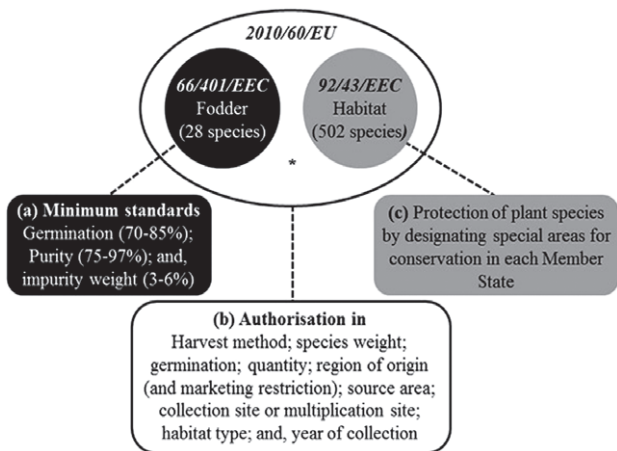 2010/60/EU
66/401/EEC
Fodder
(28 species)
92/43/EEC
Habitat
(502 species)
*
(a) Minimum standards
Germination (70-85%);
Purity (75-97%); and,
impurity weight (3-6%)
(c) Protection of plant species
by designating special areas for
conservation in each Member
State
(b) Authorisation in
Harvest method; species weight;
germination; quantity; region of origin
(and marketing restriction); source area;
collection site or multiplication site;
habitat type; and, year of collection